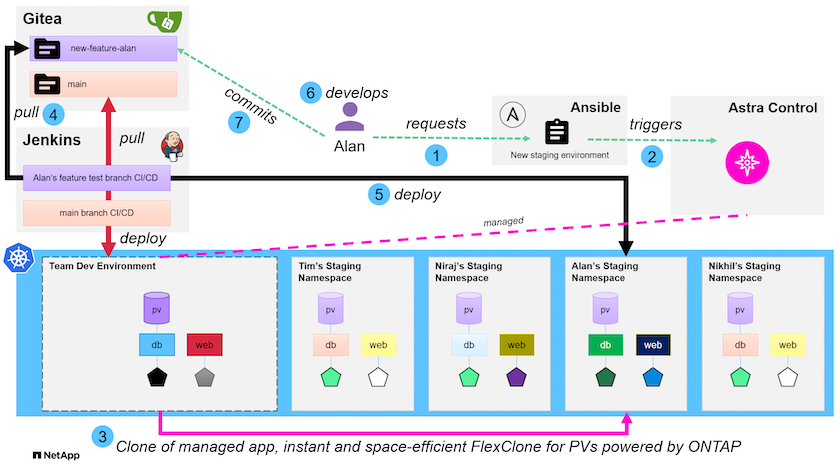 Gitea
git
new-feature-alan
main
pull
4
Jenkins
pull
Alan's feature test branch CI/CD
main branch CI/CD
deploy
commits
7
6
develops
Alan
requests
1
Ansible
New staging environment
triggers
2
Astra Control
5
deploy
managed
Team Dev Environment
pv
db
web
Tim's Staging
Namespace
pv
db
web
Niraj's Staging
Namespace
pv
db
web
Alan's Staging
Namespace
pv
db
web
Nikhil's Staging
Namespace
pv
db
web
3
Clone of managed app, instant and space-efficient FlexClone for PVs powered by ONTAP
NetApp